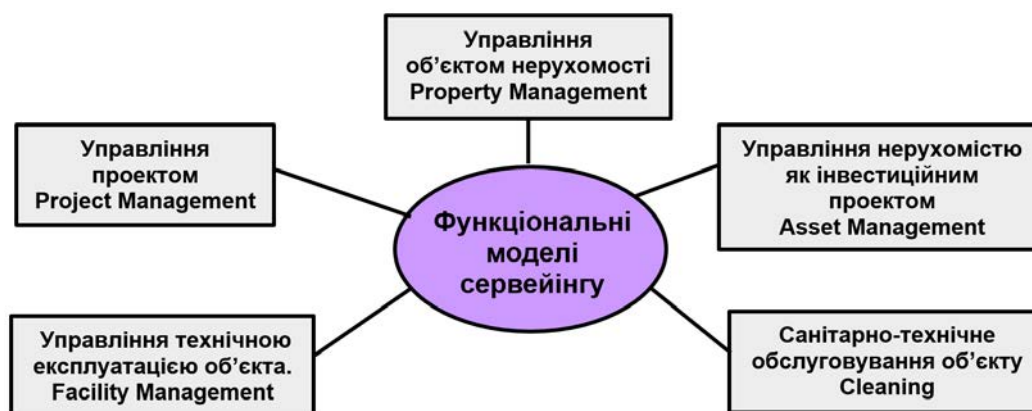 Управління
об’єктом нерухомості
Property Management
Управління
проектом
Project Management
Управління нерухомістю
як інвестиційним
проектом
Asset Management
Функціональні
моделі
сервейінгу
Управління технічною
експлуатацією об’єкта.
Facility Management
Санітарно-технічне
обслуговування об’єкту
Cleaning